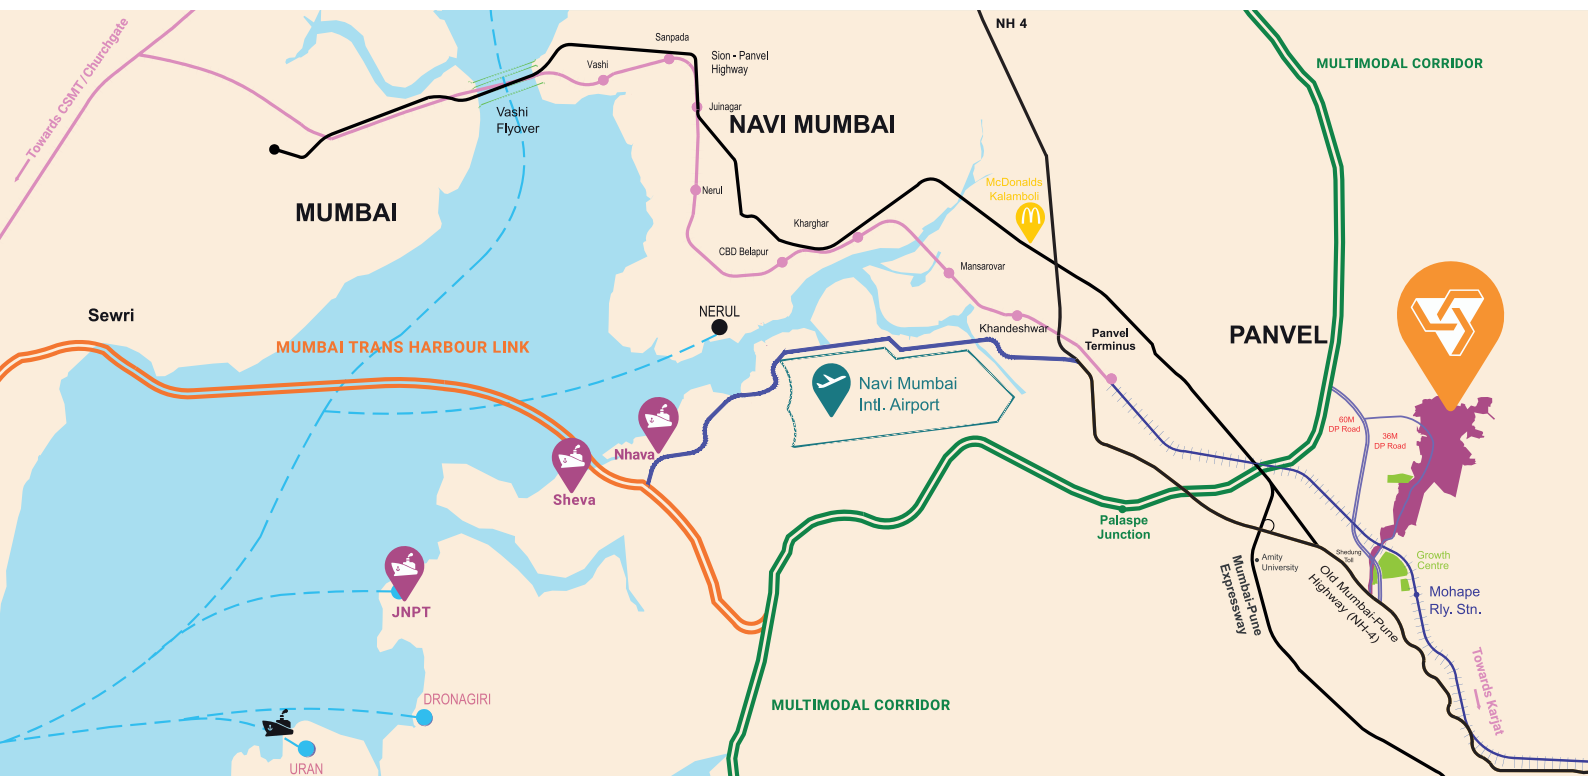 Towards CSMT/Churchgate
NH 4
Sanpada
Sion - Panvel
Highway
Vashi
MULTIMODAL CORRIDOR
Vashi
Flyover
Juinagar
NAVI MUMBAI
MUMBAI
Nerul
McDonalds
Kalamboli
Kharghar
CBD Belapur
Mansarovar
Sewri
NERUL
MUMBAI TRANS HARBOUR LINK
Khandeshwar
Panvel
Terminus
PANVEL
Navi Mumbai
Intl. Airport
60M
DP Road
36M
DP Road
Nhava
Sheva
Palaspe
Junction
JNPT
Mumbai-Pune
Expressway
Amity
University
Shedung
Toll
Old Mumbai-Pune
Highway (NH-4)
Growth
Centre
Mohape
Rly. Stn.
Towards Karjat
DRONAGIRI
MULTIMODAL CORRIDOR
URAN